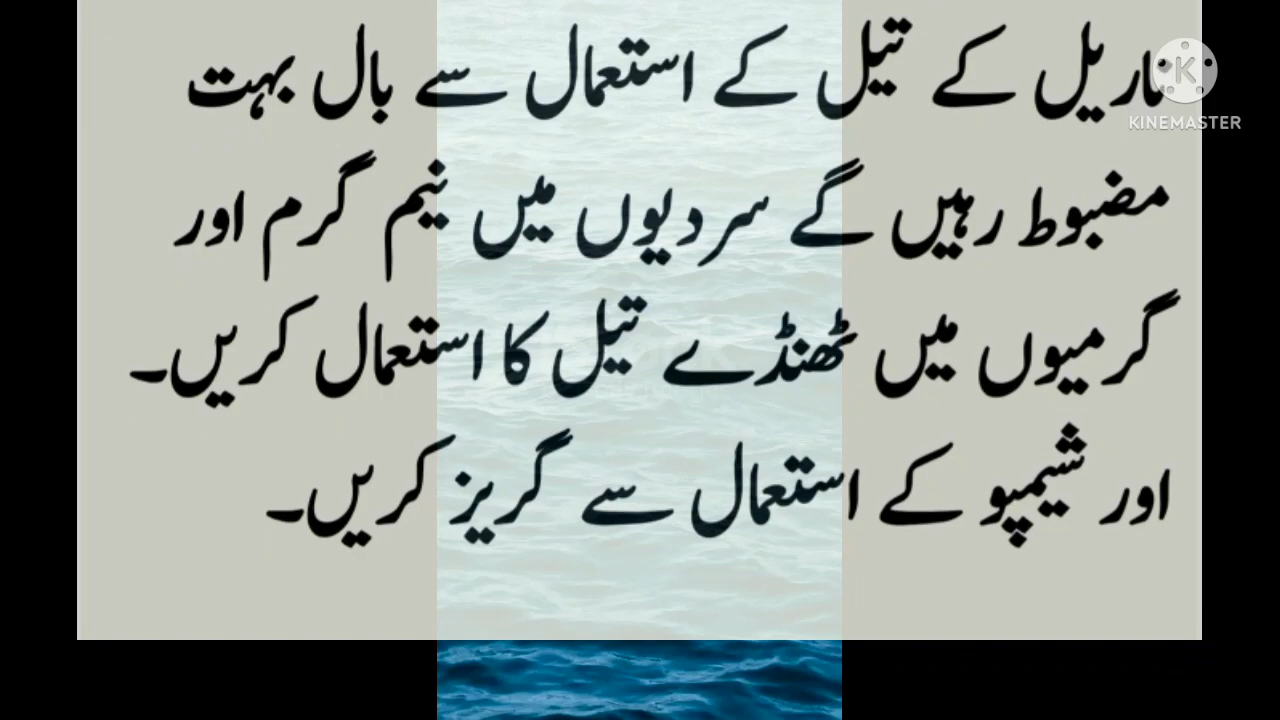 ناریل کے تیل کے استعمال سے بال بہت
مضبوط رہیں گے سردیوں میں نیم گرم اور
گرمیوں میں ٹھنڈے تیل کا استعمال کریں۔
اور شیمپو کے استعمال سے گریز کریں۔
K
KINEMASTER